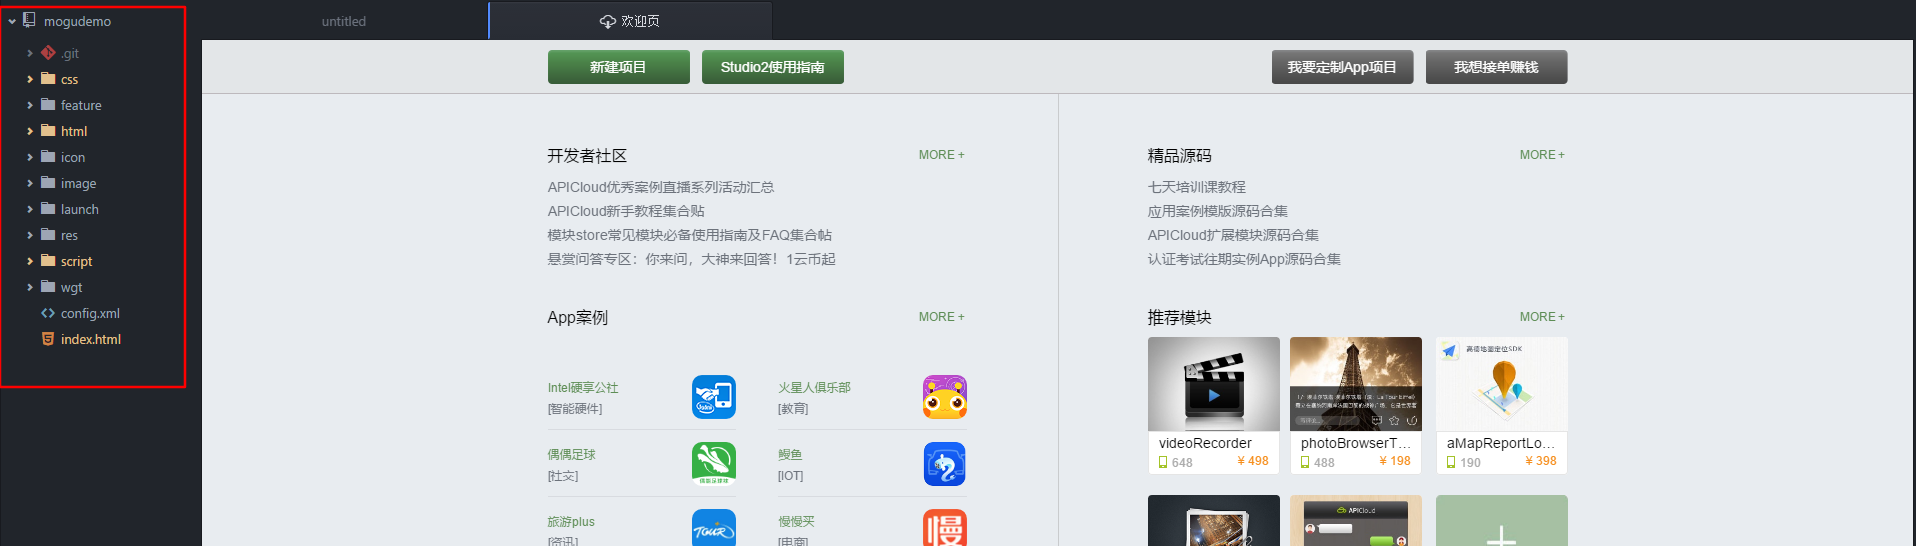 mogudemo
.git
css
feature
html
icon
image
launch
res
script
wgt
config.xml
index.html
untitled
欢迎页
新建项目
Studio2使用指南
我要定制App项目
我想接单赚钱
开发者社区
MORE +
APICloud优秀案例直播系列活动汇总
APICloud新手教程集合贴
模块store常见模块必备使用指南及FAQ集合帖
悬赏问答专区：你来问，大神来回答！1云币起
App案例
MORE +
Intel硬享公社
[智能硬件]
火星人俱乐部
[教育]
偶偶足球
[社交]
鳗鱼
[IOT]
旅游plus
[资讯]
TOUR
慢慢买
[电商]
慢
精品源码
MORE +
七天培训课教程
应用案例模版源码合集
APICloud扩展模块源码合集
认证考试往期实例App源码合集
推荐模块
MORE +
高德地图定位SDK
videoRecorder
648
¥ 498
photoBrowserT...
488
¥ 198
aMapReportLo...
190
¥ 398
APICloud